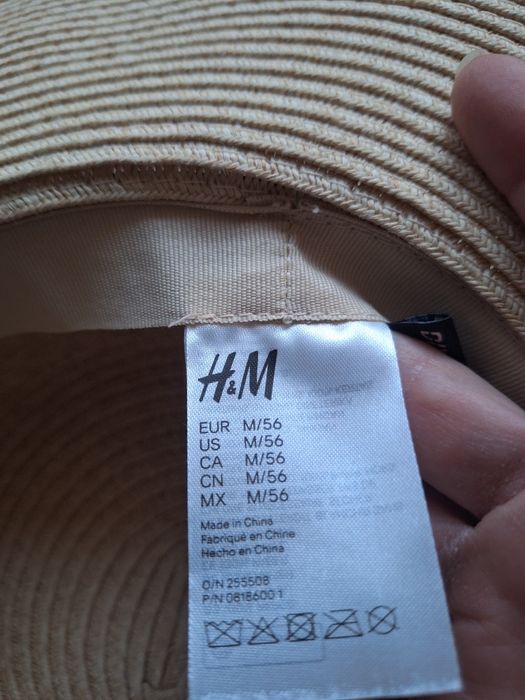 H&M
EUR M/56
US M/56
CA M/56
CN M/56
MX M/56
Made in China
Fabriqué en Chine
Hecho en China
O/N 255508
P/N 0818600 1